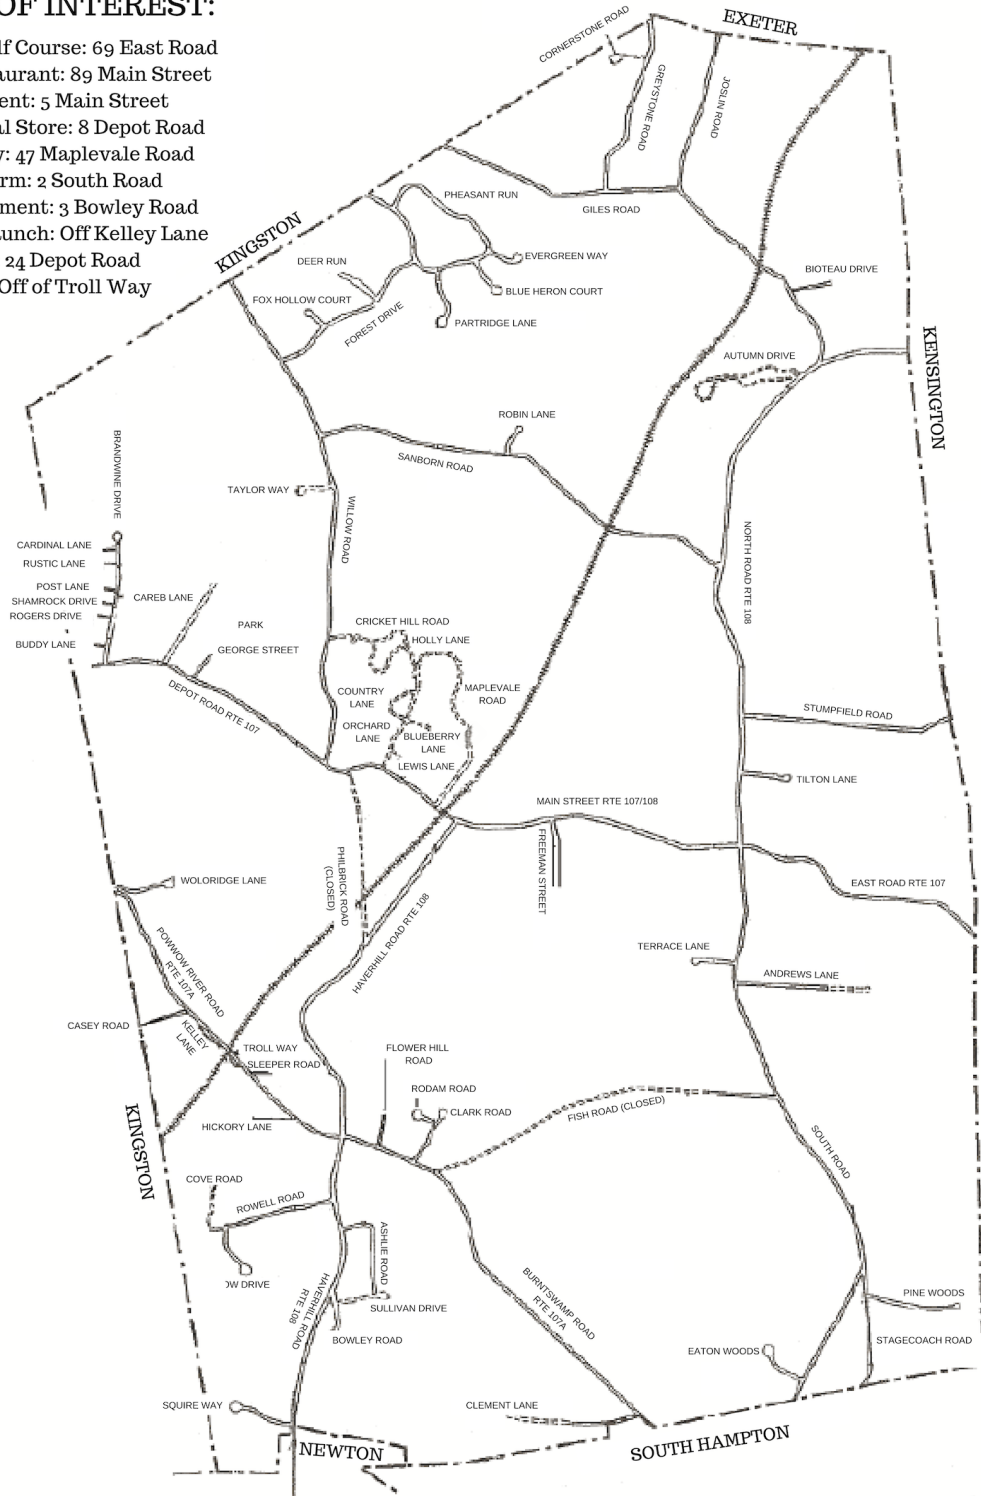 OF INTEREST:
lf Course: 69 East Road
aurant: 89 Main Street
ent: 5 Main Street
al Store: 8 Depot Road
y: 47 Maplevale Road
rm: 2 South Road
ment: 3 Bowley Road
Lunch: Off Kelley Lane
24 Depot Road
Off of Troll Way
CORNERSTONE ROAD
EXETER
GREYSTONE ROAD
JOSLIN ROAD
PHEASANT RUN
GILES ROAD
KINGSTON
DEER RUN
EVERGREEN WAY
BIOTEAU DRIVE
FOX HOLLOW COURT
BLUE HERON COURT
FOREST DRIVE
PARTRIDGE LANE
AUTUMN DRIVE
KENSINGTON
ROBIN LANE
BRANDWINE DRIVE
SANBORN ROAD
TAYLOR WAY
WILLOW ROAD
NORTH ROAD RTE 108
CARDINAL LANE
RUSTIC LANE
POST LANE
SHAMROCK DRIVE
CAREB LANE
ROGERS DRIVE
PARK
CRICKET HILL ROAD
HOLLY LANE
BUDDY LANE
GEORGE STREET
DEPOT ROAD RTE 107
COUNTRY
LANE
MAPLEVALE
ROAD
ORCHARD
LANE
BLUEBERRY
LANE
LEWIS LANE
STUMPFIELD ROAD
TILTON LANE
MAIN STREET RTE 107/108
FREEMAN STREET
PHILBRICK ROAD
(CLOSED)
WOLORIDGE LANE
EAST ROAD RTE 107
HAVERHILL ROAD RTE 108
POWWOW RIVER ROAD
RTE 107A
TERRACE LANE
ANDREWS LANE
CASEY ROAD
KELLEY
LANE
TROLL WAY
SLEEPER ROAD
FLOWER HILL
ROAD
RODAM ROAD
CLARK ROAD
FISH ROAD (CLOSED)
HICKORY LANE
KINGSTON
SOUTH ROAD
COVE ROAD
ROWELL ROAD
ASHLIE ROAD
OW DRIVE
HAVERHILL ROAD
RTE 108
SULLIVAN DRIVE
BOWLEY ROAD
BURNTSWAMP ROAD
RTE 107A
PINE WOODS
STAGECOACH ROAD
EATON WOODS
SQUIRE WAY
CLEMENT LANE
NEWTON
SOUTH HAMPTON